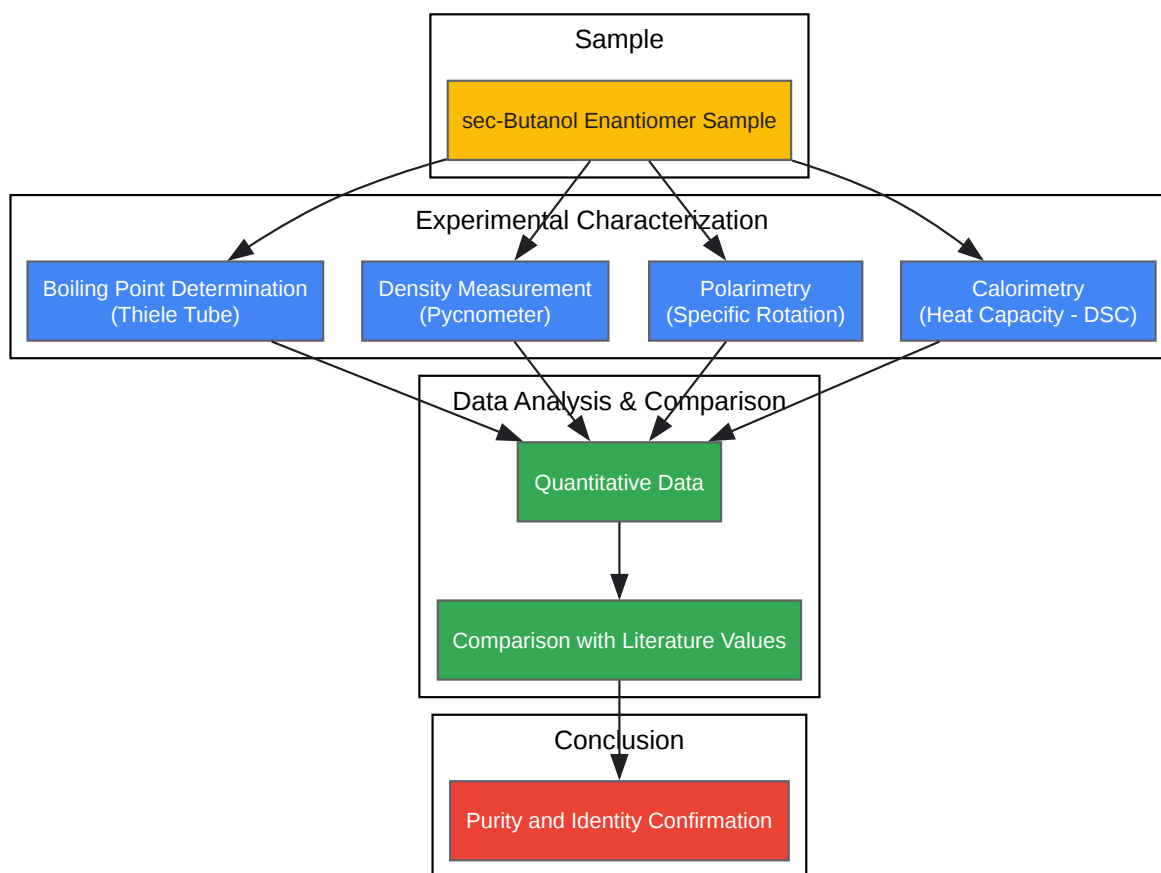 Sample
sec-Butanol Enantiomer Sample
Experimental Characterization
Boiling Point Determination
(Thiele Tube)
Density Measurement
(Pycnometer)
Polarimetry
(Specific Rotation)
Calorimetry
(Heat Capacity - DSC)
Data Analysis & Comparison
Quantitative Data
Comparison with Literature Values
Conclusion
Purity and Identity Confirmation